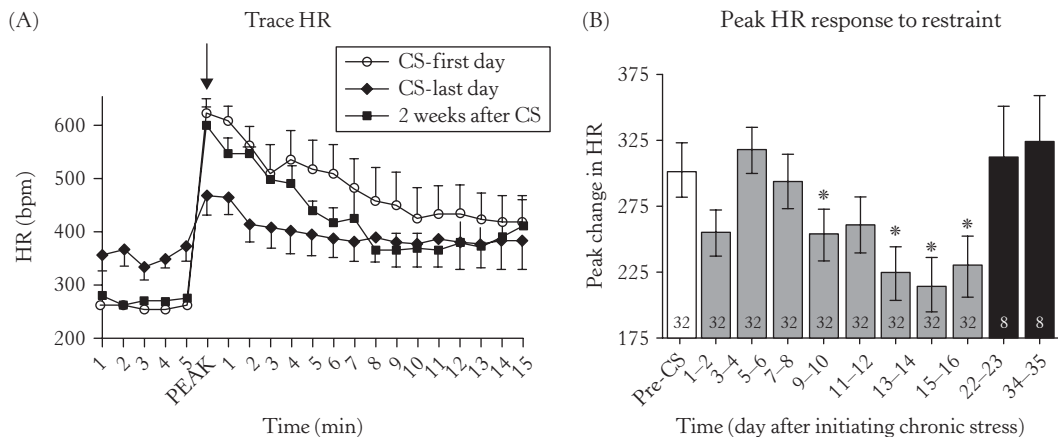 (A)
Trace HR
CS-first day
CS-last day
2 weeks after CS
HR (bpm)
600
500
400
300
200
1 2 3 4 5 PEAK 1 2 3 4 5 6 7 8 9 10 11 12 13 14 15
Time (min)
(B)
Peak HR response to restraint
Peak change in HR
375
325
275
225
175
* * * *
32 32 32 32 32 32 32 32 32 8 8
Pre-CS 1–2 3–4 5–6 7–8 9–10 11–12 13–14 15–16 22–23 34–35
Time (day after initiating chronic stress)